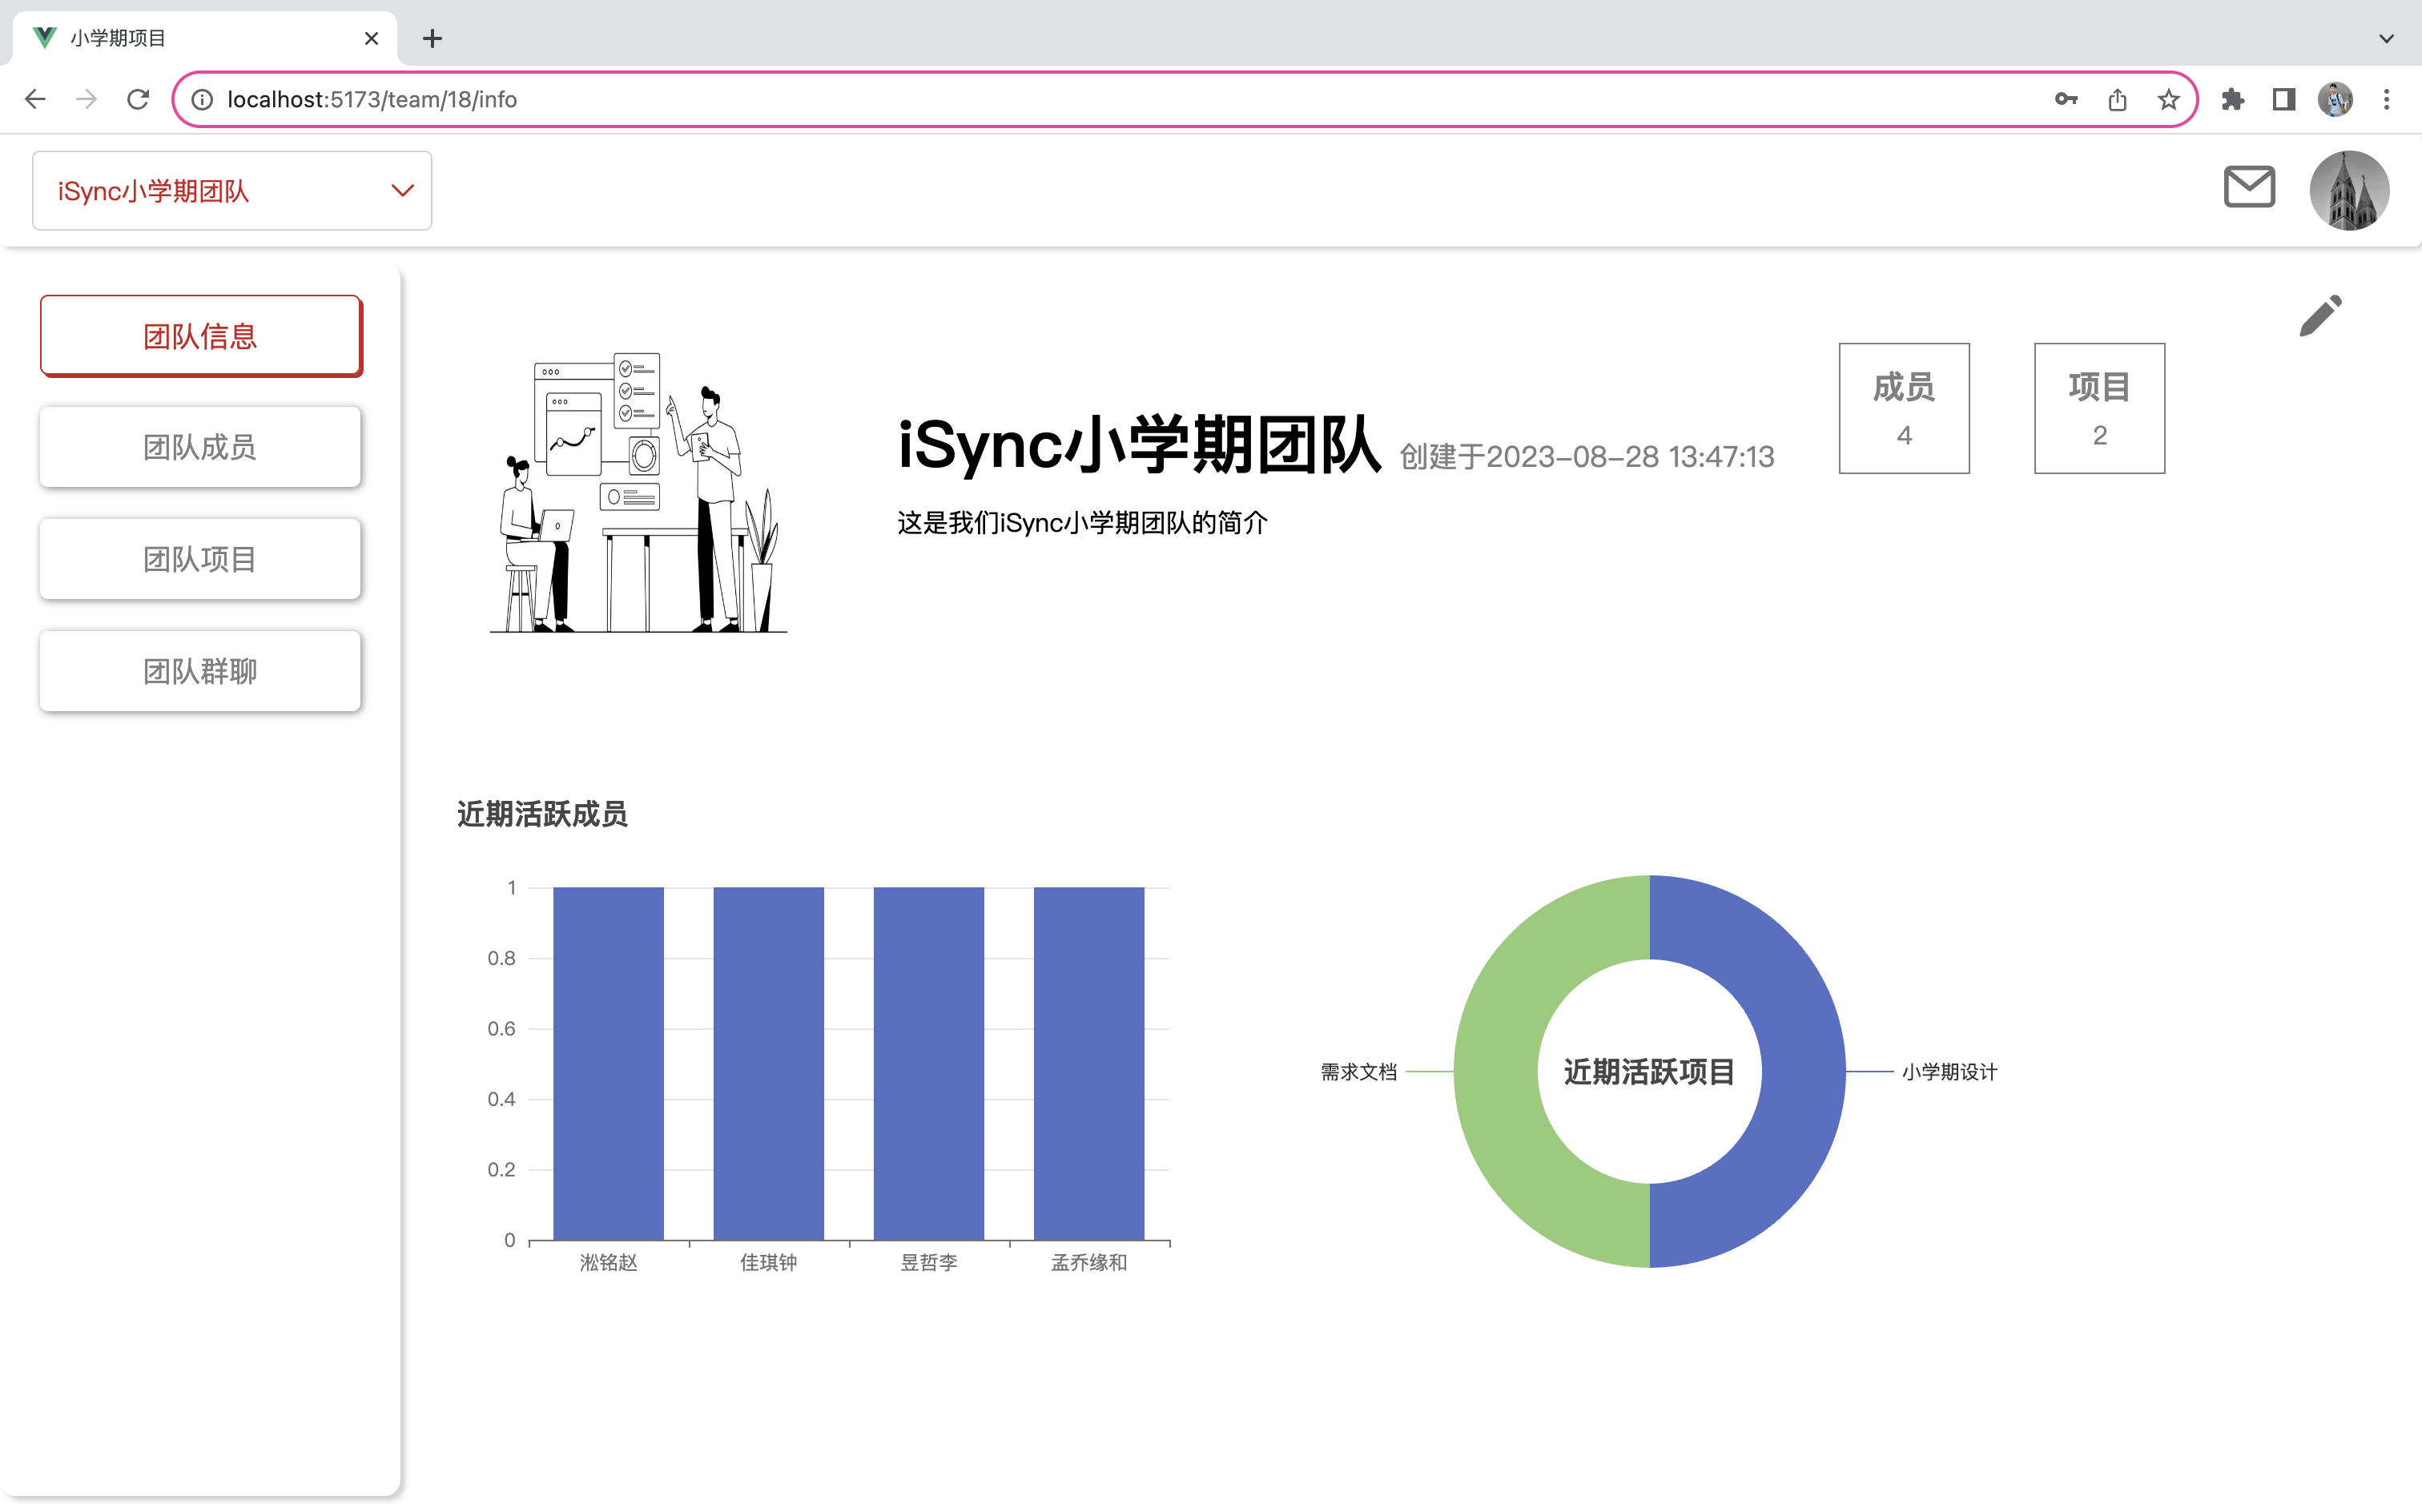 小学期项目
localhost:5173/team/18/info
iSync小学期团队
团队信息
团队成员
团队项目
团队群聊
iSync小学期团队 创建于2023-08-28 13:47:13
这是我们iSync小学期团队的简介
成员
4
项目
2
近期活跃成员
1
0.8
0.6
0.4
0.2
0
淞铭赵 佳琪钟 昱哲李 孟乔缘和
需求文档
近期活跃项目
小学期设计